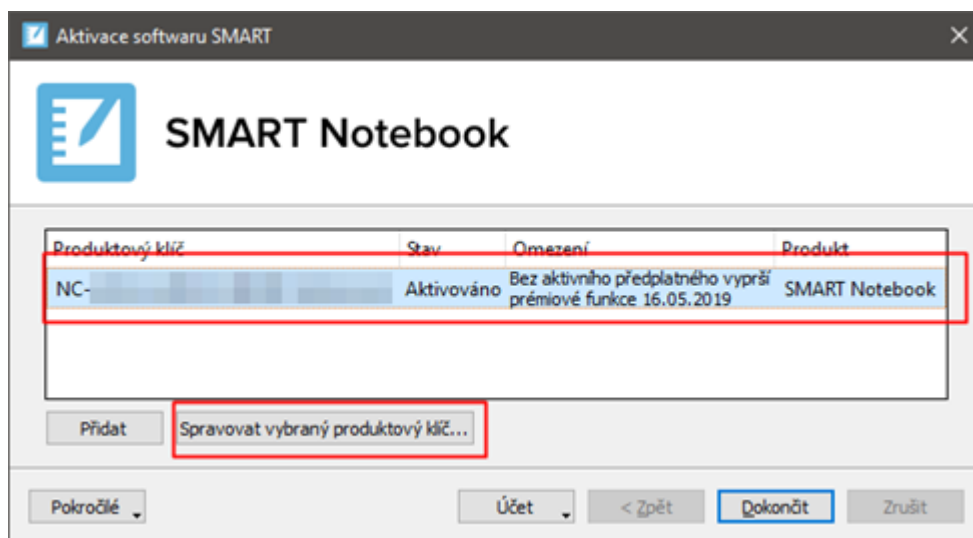 Aktivace softwaru SMART
SMART Notebook
Produktový klíč Stav Omezení Produkt
NC- Aktivováno Bez aktivního předplatného vyprší prémiové funkce 16.05.2019 SMART Notebook
Přidat Spravovat vybraný produktový klíč...
Pokročilé Účet < Zpět Dokončit Zrušit